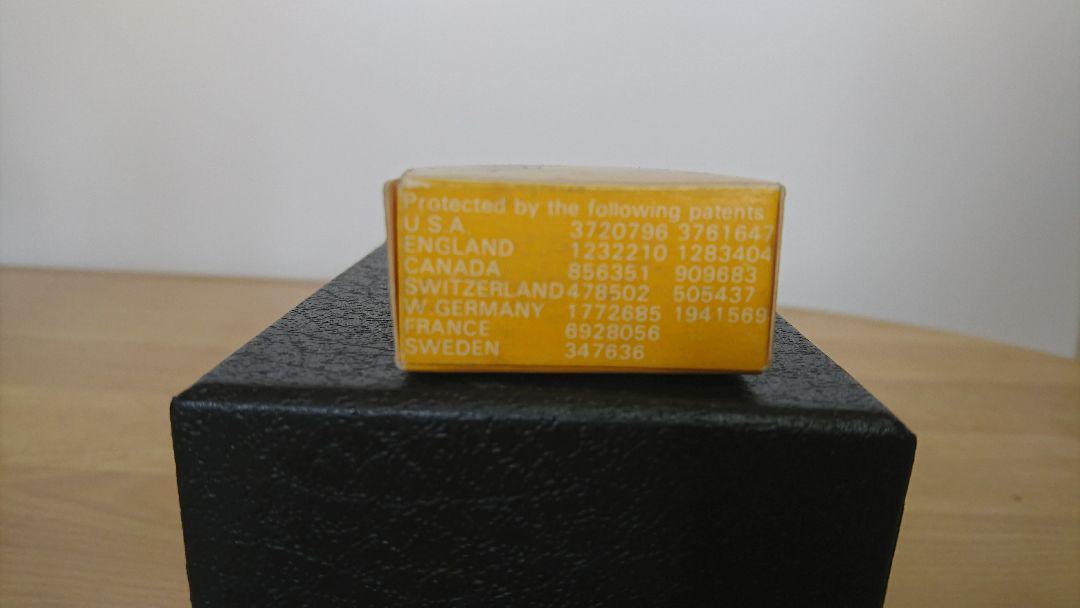 Protected by the following patents
U S A 3720796 3761647
ENGLAND 1232210 1283404
CANADA 856351 909683
SWITZERLAND 478502 505437
W.GERMANY 1772685 1941569
FRANCE 6928056
SWEDEN 347636